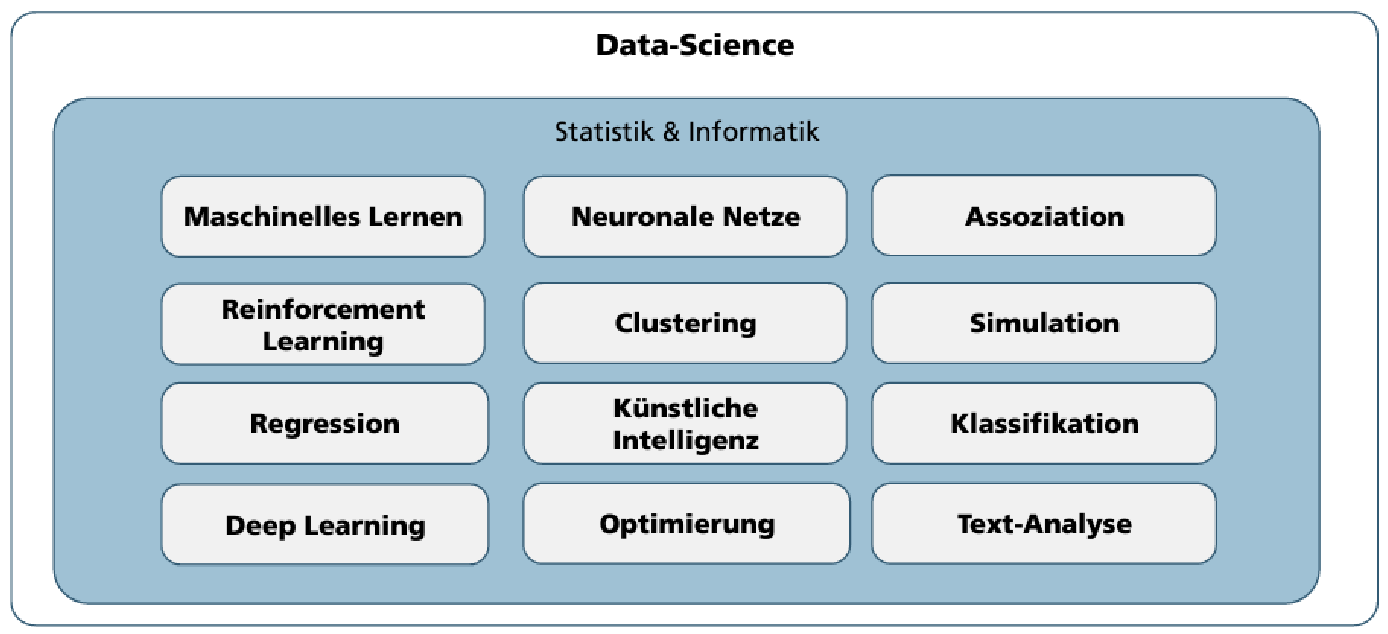 Data-Science
Statistik & Informatik
Maschinelles Lernen
Neuronale Netze
Assoziation
Reinforcement
Learning
Clustering
Simulation
Regression
Künstliche
Intelligenz
Klassifikation
Deep Learning
Optimierung
Text-Analyse